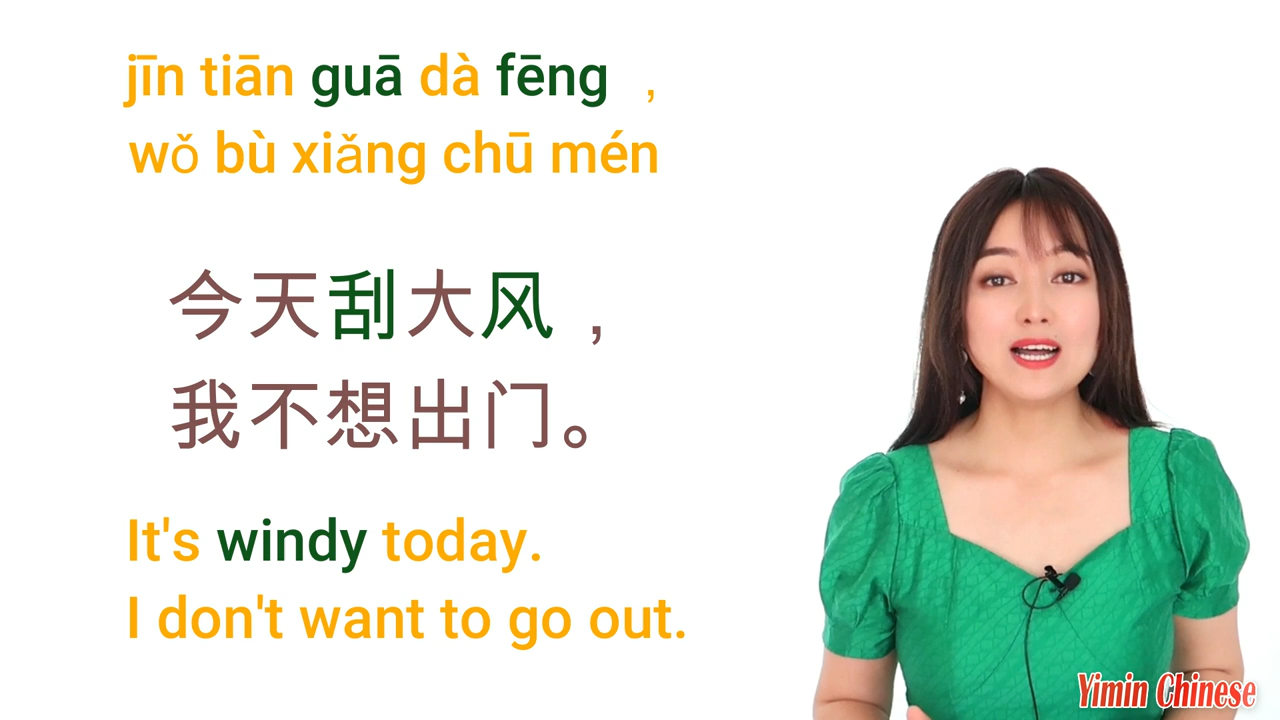 jīn tiān guā dà fēng ，
wǒ bù xiǎng chū mén
今天刮大风，
我不想出门。
It's windy today.
I don't want to go out.
Yimin Chinese